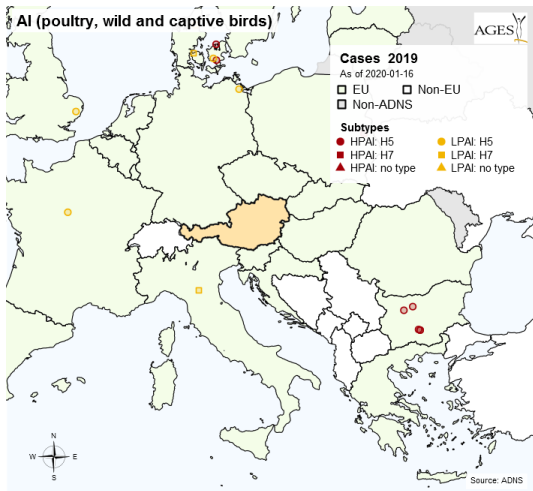 AI (poultry, wild and captive birds)
AGES
Cases 2019
As of 2020-01-16
EU Non-EU
Non-ADNS
Subtypes
HPAI: H5 LPAI: H5
HPAI: H7 LPAI: H7
HPAI: no type LPAI: no type
N
W E
S
Source: ADNS